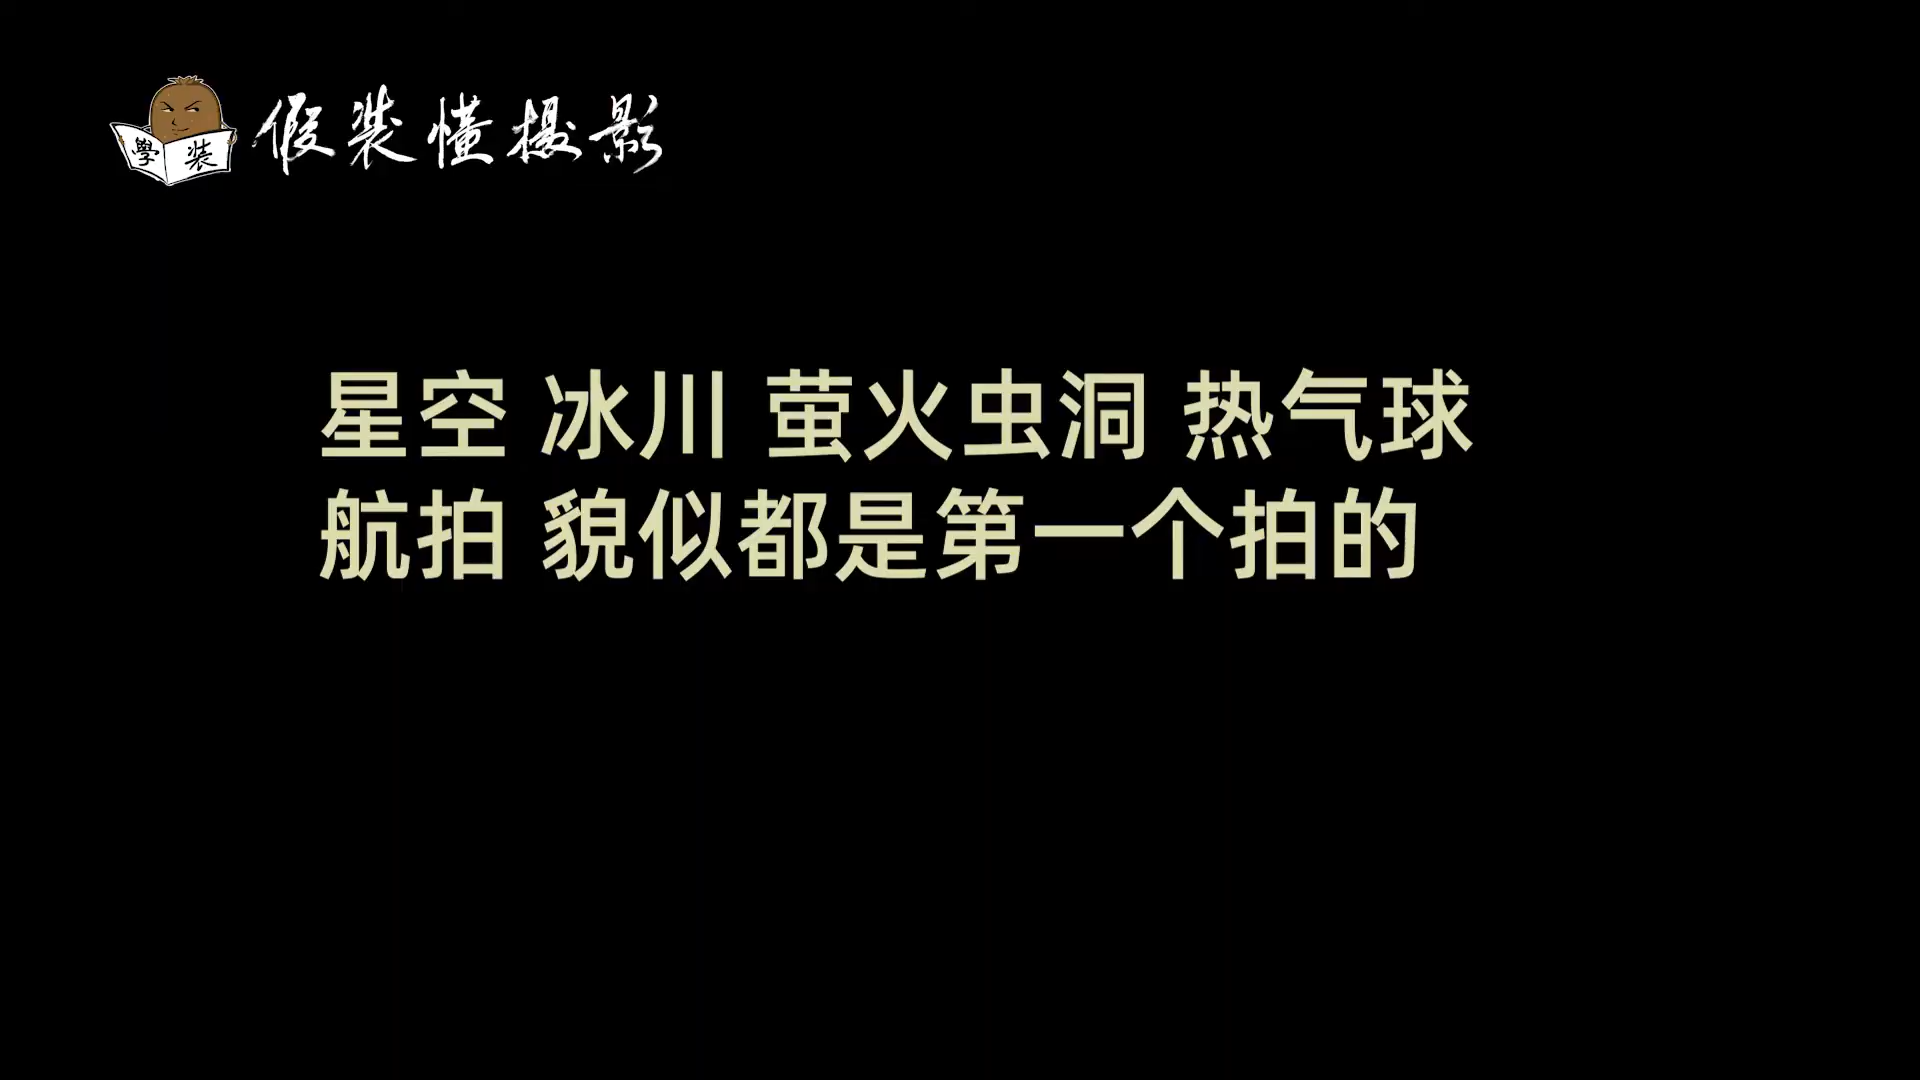 假装懂摄影
學 装
星空 冰川 萤火虫洞 热气球
航拍 貌似都是第一个拍的